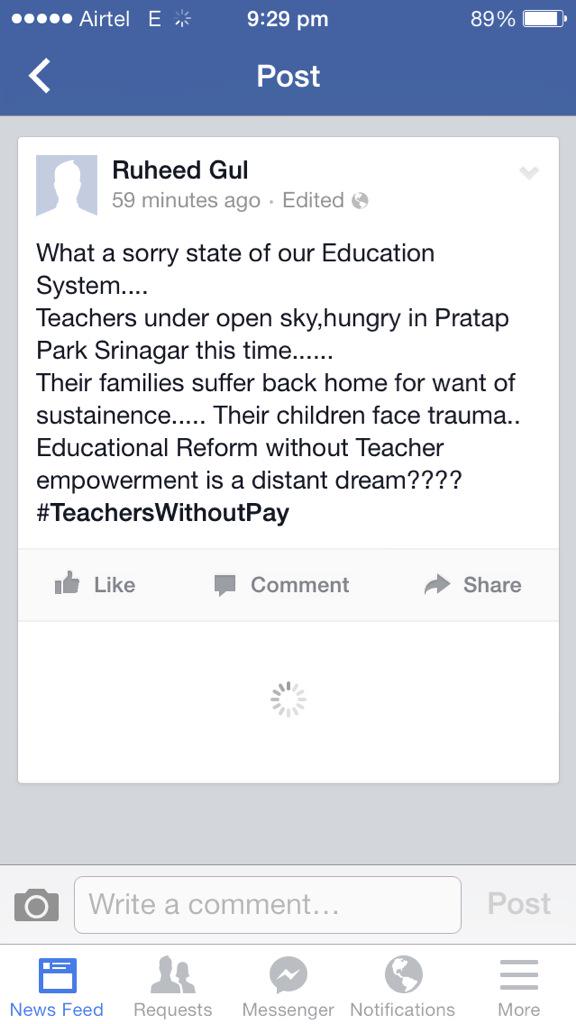 Airtel E 9:29 pm 89%
Post
Ruheed Gul
59 minutes ago · Edited
What a sorry state of our Education
System....
Teachers under open sky,hungry in Pratap
Park Srinagar this time......
Their families suffer back home for want of
sustainence..... Their children face trauma..
Educational Reform without Teacher
empowerment is a distant dream????
#TeachersWithoutPay
Like Comment Share
Write a comment... Post
News Feed Requests Messenger Notifications More